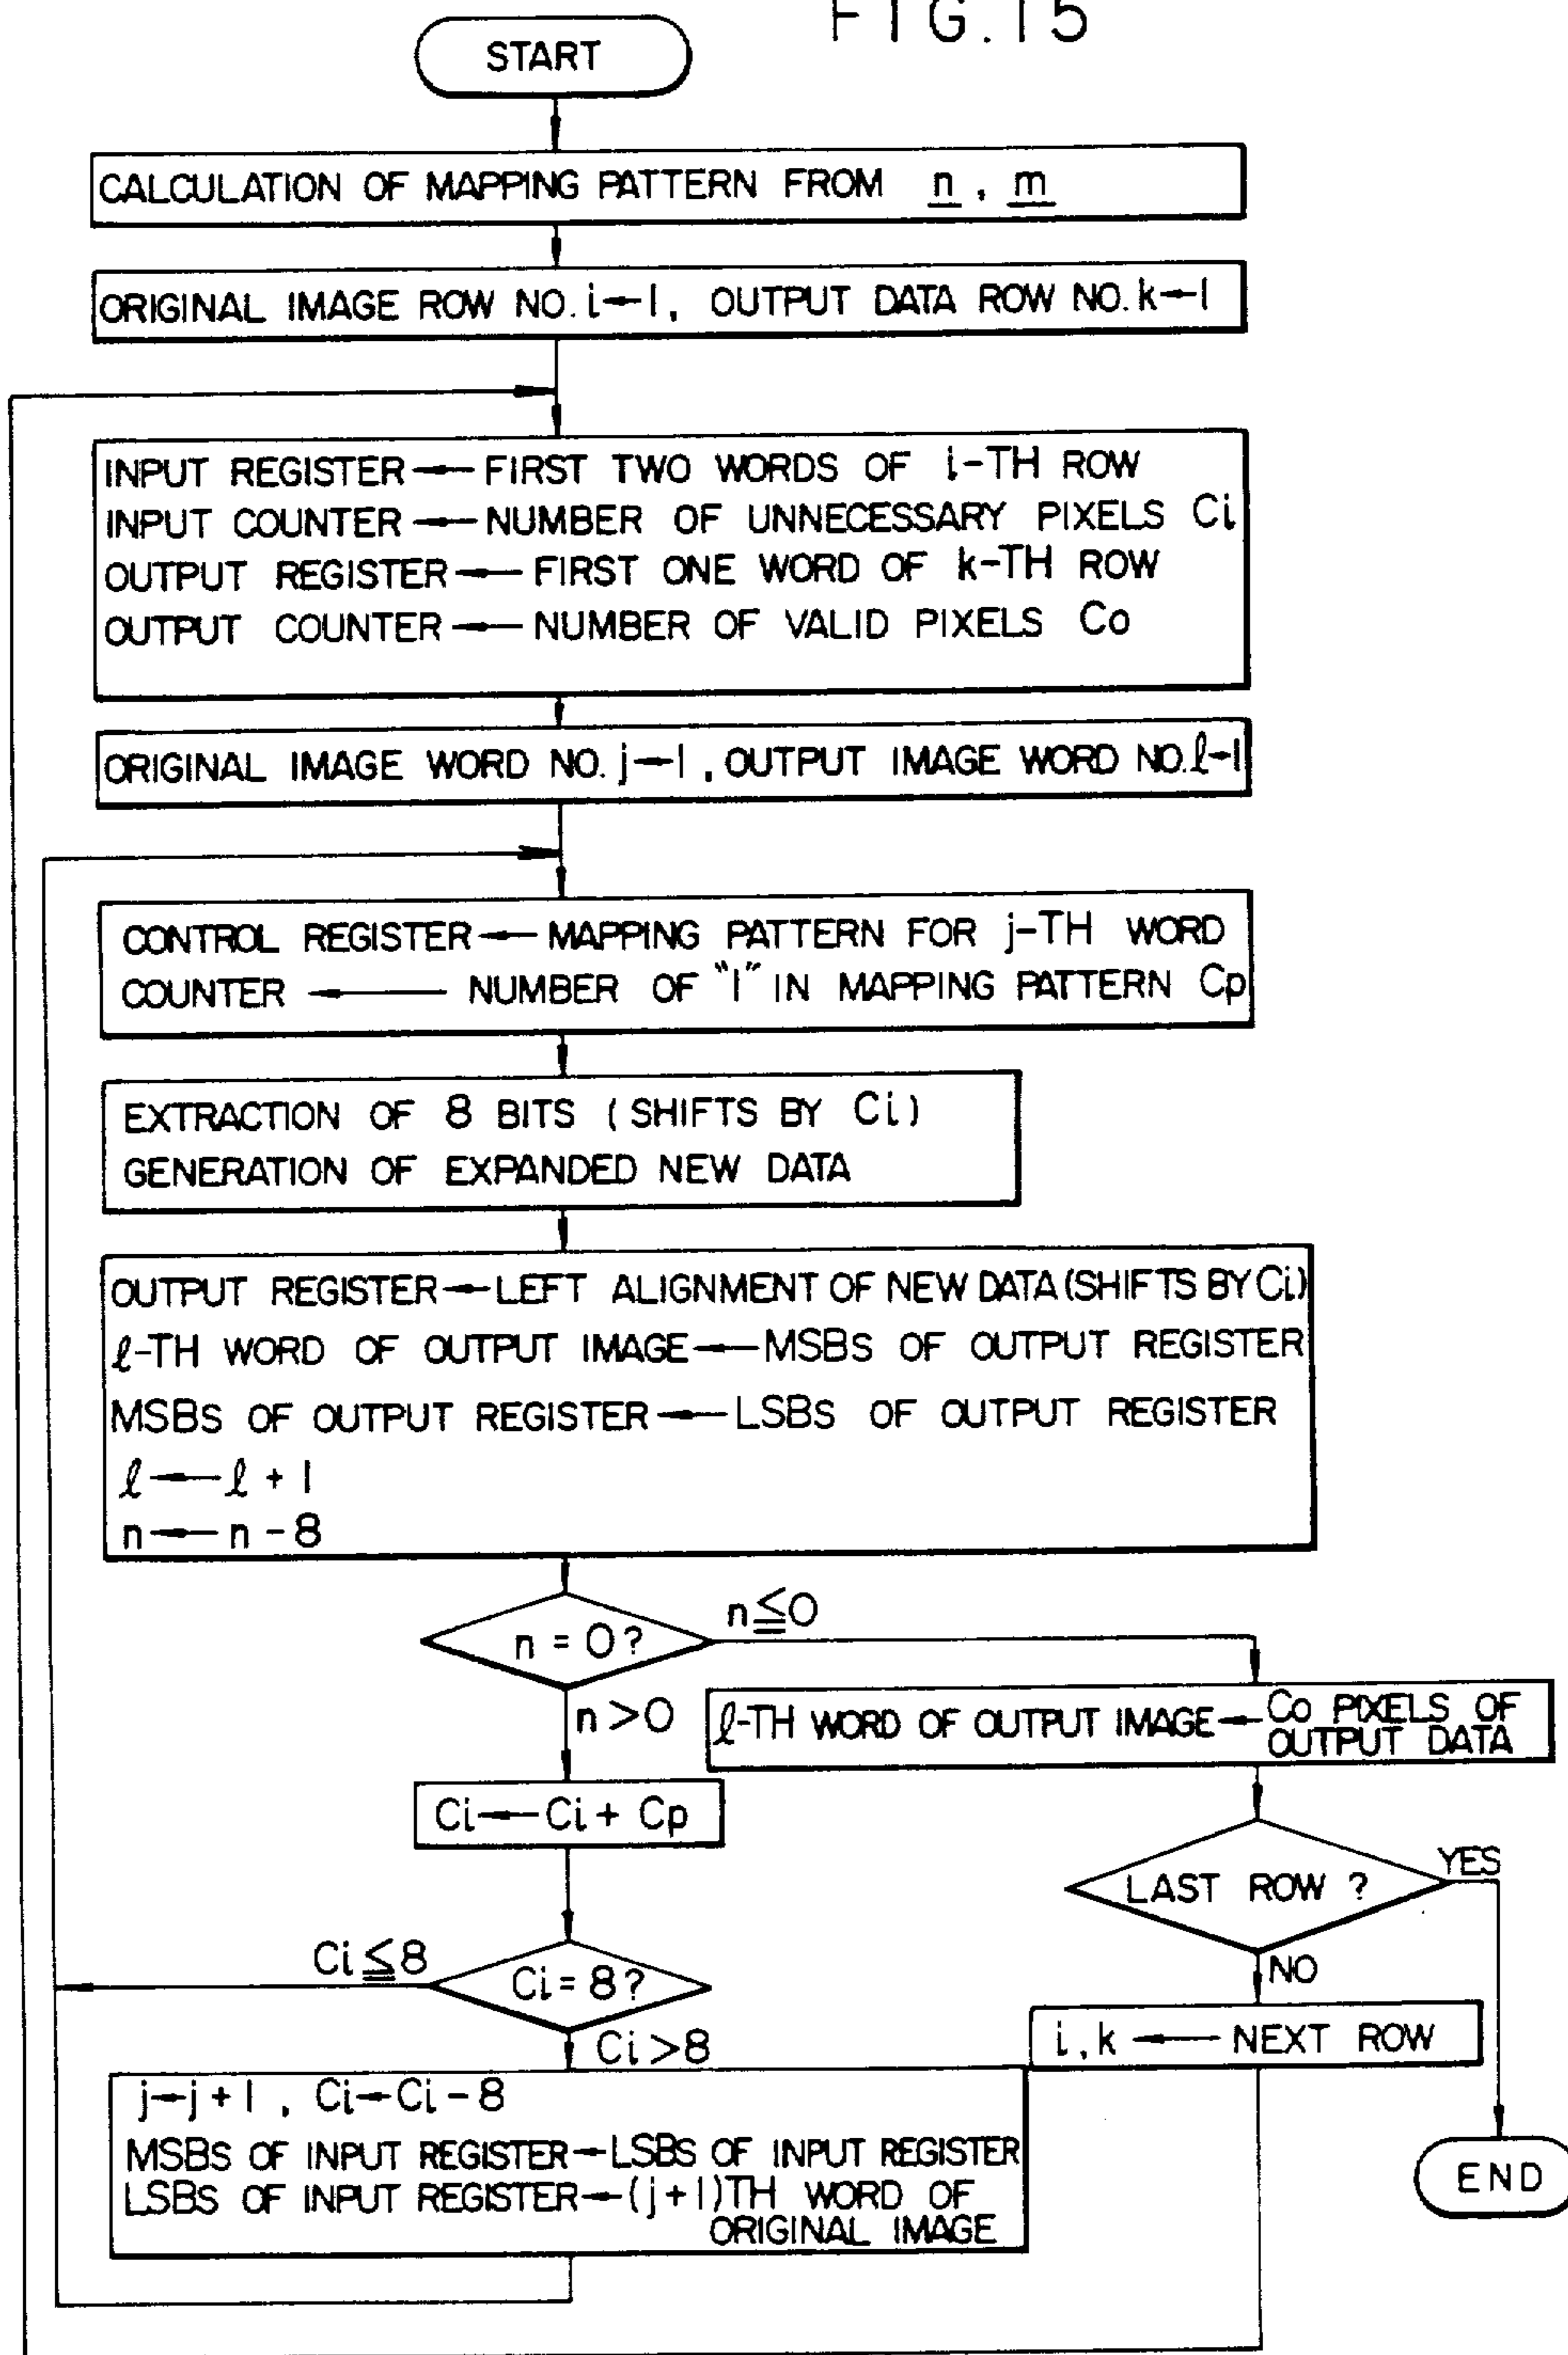 FIG.15
START
CALCULATION OF MAPPING PATTERN FROM n, m
ORIGINAL IMAGE ROW NO. i←1, OUTPUT DATA ROW NO. k←1
INPUT REGISTER ← FIRST TWO WORDS OF i-TH ROW
INPUT COUNTER ← NUMBER OF UNNECESSARY PIXELS Ci
OUTPUT REGISTER ← FIRST ONE WORD OF k-TH ROW
OUTPUT COUNTER ← NUMBER OF VALID PIXELS Co
ORIGINAL IMAGE WORD NO. j←1, OUTPUT IMAGE WORD NO. ℓ←1
CONTROL REGISTER ← MAPPING PATTERN FOR j-TH WORD
COUNTER ← NUMBER OF "1" IN MAPPING PATTERN Cp
EXTRACTION OF 8 BITS (SHIFTS BY Ci)
GENERATION OF EXPANDED NEW DATA
OUTPUT REGISTER ← LEFT ALIGNMENT OF NEW DATA (SHIFTS BY Ci)
ℓ-TH WORD OF OUTPUT IMAGE ← MSBs OF OUTPUT REGISTER
MSBs OF OUTPUT REGISTER ← LSBs OF OUTPUT REGISTER
ℓ ← ℓ + 1
n ← n - 8
n = 0?
n≦0
n>0
ℓ-TH WORD OF OUTPUT IMAGE ← Co PIXELS OF
OUTPUT DATA
Ci ← Ci + Cp
LAST ROW ?
YES
NO
Ci = 8?
Ci≦8
Ci>8
i, k ← NEXT ROW
j←j+1, Ci←Ci-8
MSBs OF INPUT REGISTER ← LSBs OF INPUT REGISTER
LSBs OF INPUT REGISTER ← (j+1)TH WORD OF
ORIGINAL IMAGE
END